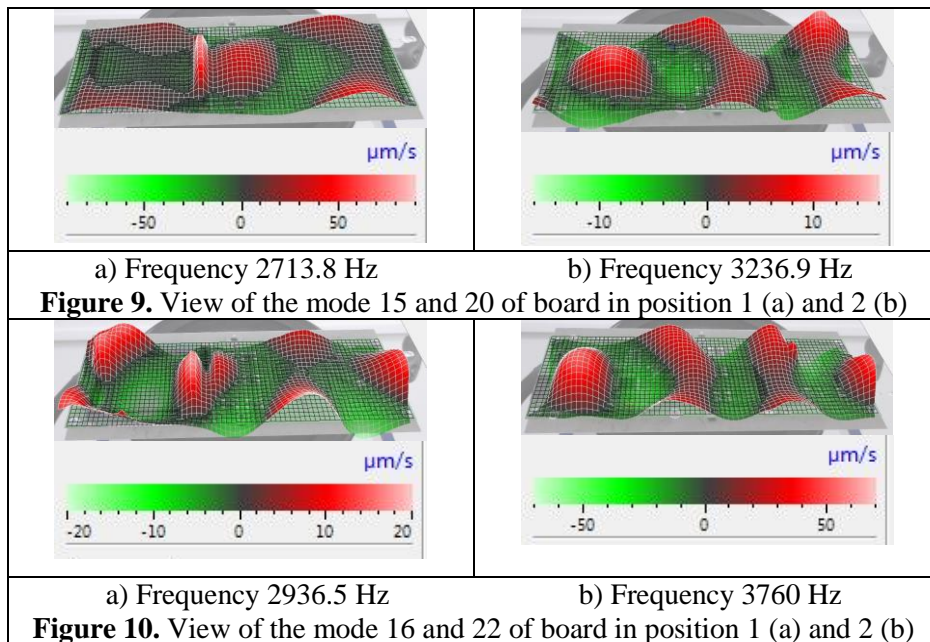 μm/s
-50 0 50
μm/s
-10 0 10
a) Frequency 2713.8 Hz
b) Frequency 3236.9 Hz
Figure 9. View of the mode 15 and 20 of board in position 1 (a) and 2 (b)
μm/s
-20 -10 0 10 20
μm/s
-50 0 50
a) Frequency 2936.5 Hz
b) Frequency 3760 Hz
Figure 10. View of the mode 16 and 22 of board in position 1 (a) and 2 (b)